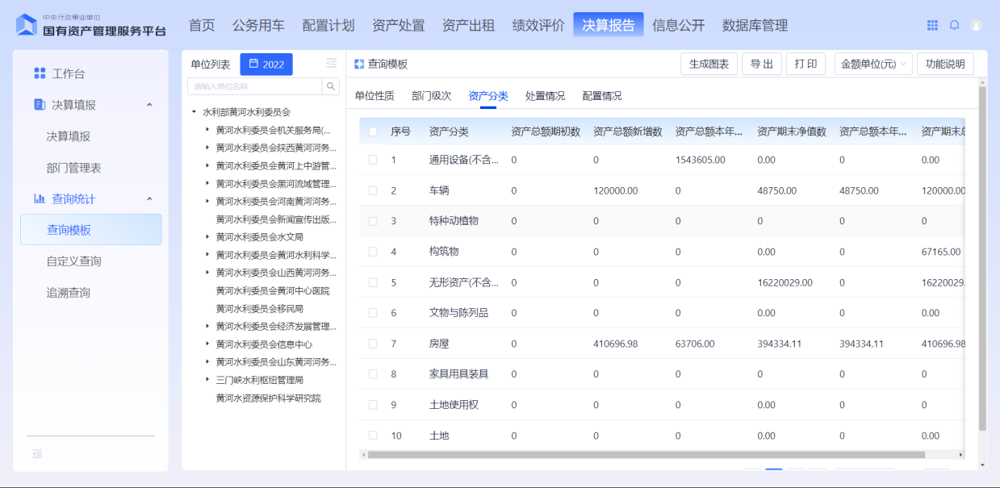 中央行政事业单位
国有资产管理服务平台
首页 公务用车 配置计划 资产处置 资产出租 绩效评价 决算报告 信息公开 数据库管理
工作台
决算填报
决算填报
部门管理表
查询统计
查询模板
自定义查询
追溯查询
单位列表 2022
请输入单位名称
水利部黄河水利委员会
黄河水利委员会机关服务局(...
黄河水利委员会陕西黄河河务...
黄河水利委员会黄河上中游管...
黄河水利委员会黑河流域管理...
黄河水利委员会河南黄河河务...
黄河水利委员会新闻宣传出版...
黄河水利委员会水文局
黄河水利委员会黄河水利科学...
黄河水利委员会山西黄河河务...
黄河水利委员会黄河中心医院
黄河水利委员会移民局
黄河水利委员会经济发展管理...
黄河水利委员会信息中心
黄河水利委员会山东黄河河务...
三门峡水利枢纽管理局
黄河水资源保护科学研究院
查询模板 生成图表 导出 打印 金额单位(元) 功能说明
单位性质 部门级次 资产分类 处置情况 配置情况
序号 资产分类 资产总额期初数 资产总额新增数 资产总额本年... 资产期末净值数 资产总额本年... 资产期末总
1 通用设备(不含... 0 0 1543605.00 0.00 0 0.00
2 车辆 0 120000.00 0 48750.00 48750.00 120000.00
3 特种动植物 0 0 0 0 0 0
4 构筑物 0 0 0 0.00 0 67165.00
5 无形资产(不含... 0 0 0 16220029.00 0 16220029.
6 文物与陈列品 0 0 0 0.00 0 0.00
7 房屋 0 410696.98 63706.00 394334.11 394334.11 410696.98
8 家具用具装具 0 0 0 0 0 0
9 土地使用权 0 0 0 0.00 0 0
10 土地 0 0 0 0.00 0 0.00